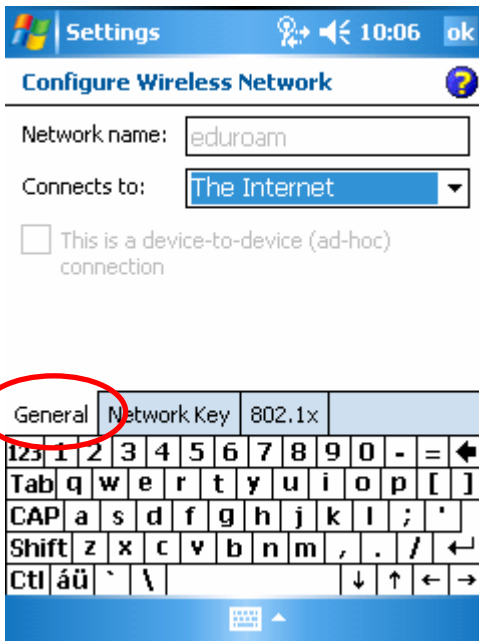 Settings 10:06 ok
Configure Wireless Network ?
Network name: eduroam
Connects to: The Internet
This is a device-to-device (ad-hoc)
connection
General Network Key 802.1x
123 1 2 3 4 5 6 7 8 9 0 - = 🡄
Tab q w e r t y u i o p [ ]
CAP a s d f g h j k l ; '
Shift z x c v b n m , . / ↵
Ctl áü ` \ ↓ ↑ ← →